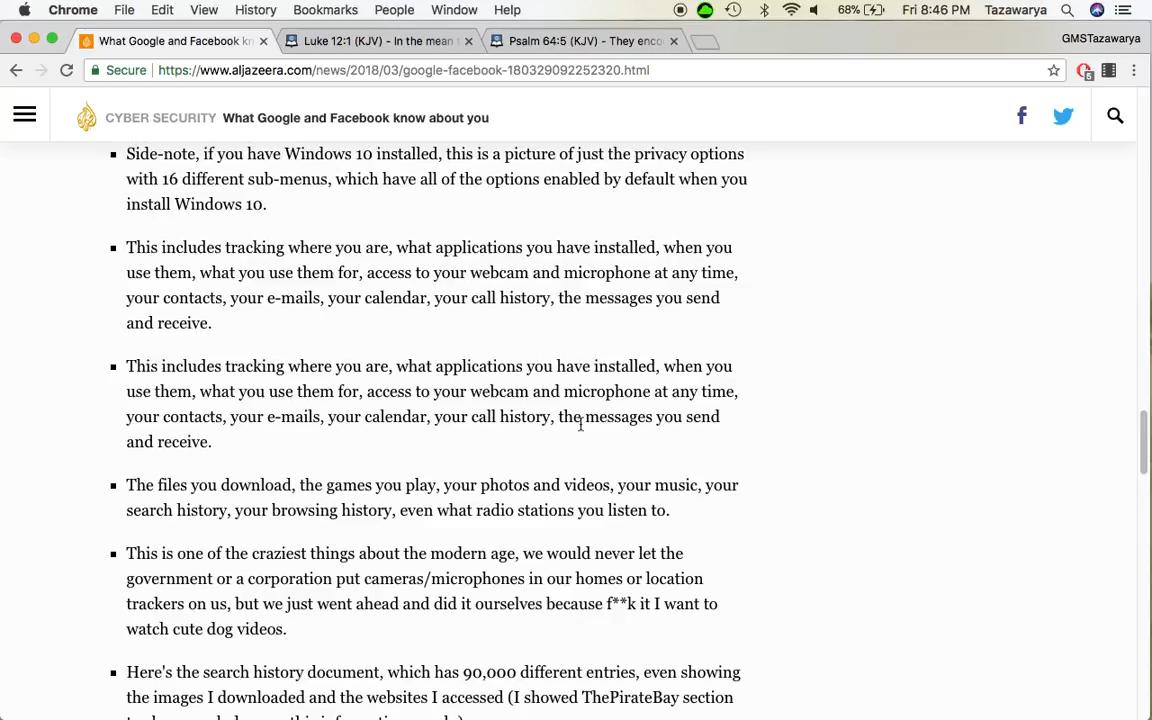 Chrome File Edit View History Bookmarks People Window Help 68% Fri 8:46 PM Tazawarya
What Google and Facebook kn Luke 12:1 (KJV) - In the mean Psalm 64:5 (KJV) - They enco GMSTazawarya
Secure https://www.aljazeera.com/news/2018/03/google-facebook-180329092252320.html
CYBER SECURITY What Google and Facebook know about you
Side-note, if you have Windows 10 installed, this is a picture of just the privacy options
with 16 different sub-menus, which have all of the options enabled by default when you
install Windows 10.
This includes tracking where you are, what applications you have installed, when you
use them, what you use them for, access to your webcam and microphone at any time,
your contacts, your e-mails, your calendar, your call history, the messages you send
and receive.
This includes tracking where you are, what applications you have installed, when you
use them, what you use them for, access to your webcam and microphone at any time,
your contacts, your e-mails, your calendar, your call history, the messages you send
and receive.
The files you download, the games you play, your photos and videos, your music, your
search history, your browsing history, even what radio stations you listen to.
This is one of the craziest things about the modern age, we would never let the
government or a corporation put cameras/microphones in our homes or location
trackers on us, but we just went ahead and did it ourselves because f**k it I want to
watch cute dog videos.
Here's the search history document, which has 90,000 different entries, even showing
the images I downloaded and the websites I accessed (I showed ThePirateBay section